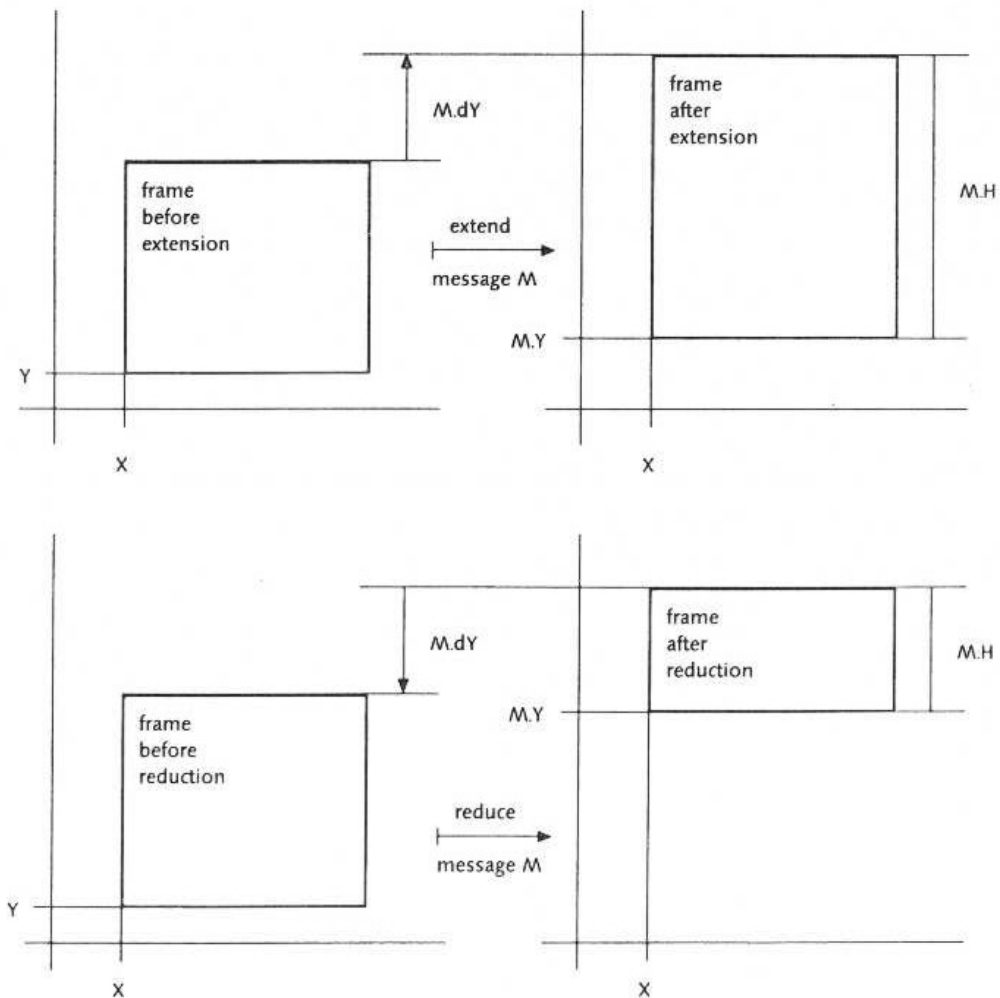 M.dY
frame
before
extension
Y
X
extend
message M
frame
after
extension
M.H
M.Y
X
M.dY
frame
before
reduction
Y
X
reduce
message M
frame
after
reduction
M.H
M.Y
X